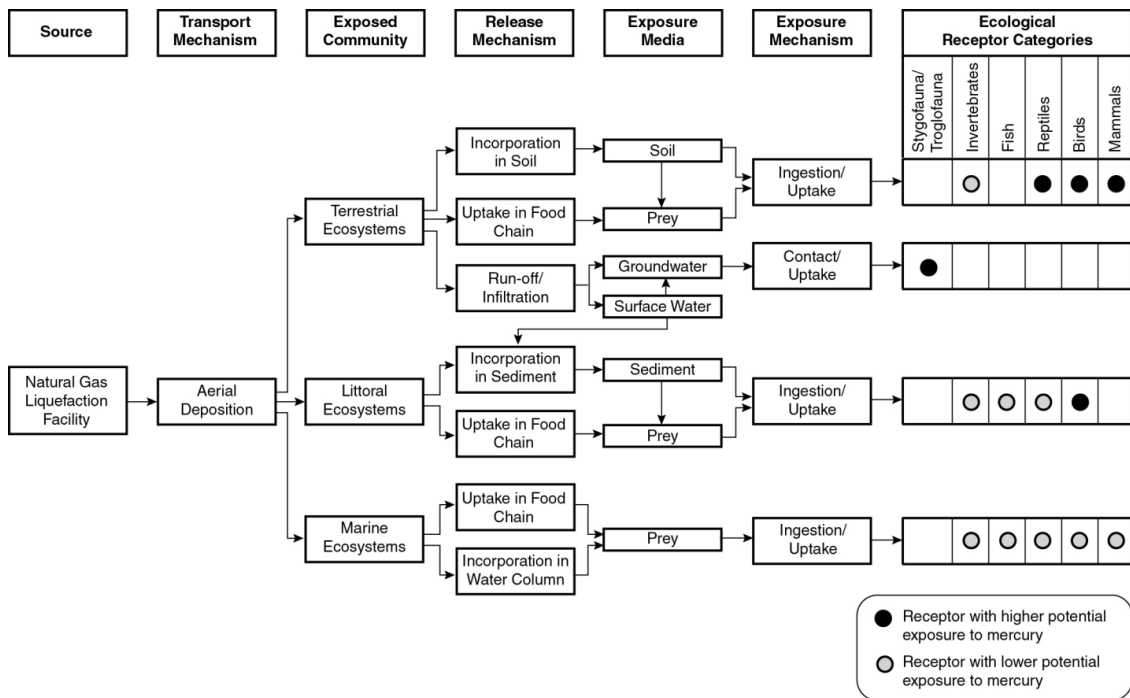 Source
Transport
Mechanism
Exposed
Community
Release
Mechanism
Exposure
Media
Exposure
Mechanism
Ecological
Receptor Categories
Stygofauna/
Troglofauna
Invertebrates
Fish
Reptiles
Birds
Mammals
Incorporation
in Soil
Soil
Ingestion/
Uptake
Terrestrial
Ecosystems
Uptake in Food
Chain
Prey
Run-off/
Infiltration
Groundwater
Surface Water
Contact/
Uptake
Natural Gas
Liquefaction
Facility
Aerial
Deposition
Littoral
Ecosystems
Incorporation
in Sediment
Sediment
Ingestion/
Uptake
Uptake in Food
Chain
Prey
Marine
Ecosystems
Uptake in Food
Chain
Incorporation in
Water Column
Prey
Ingestion/
Uptake
Receptor with higher potential
exposure to mercury
Receptor with lower potential
exposure to mercury